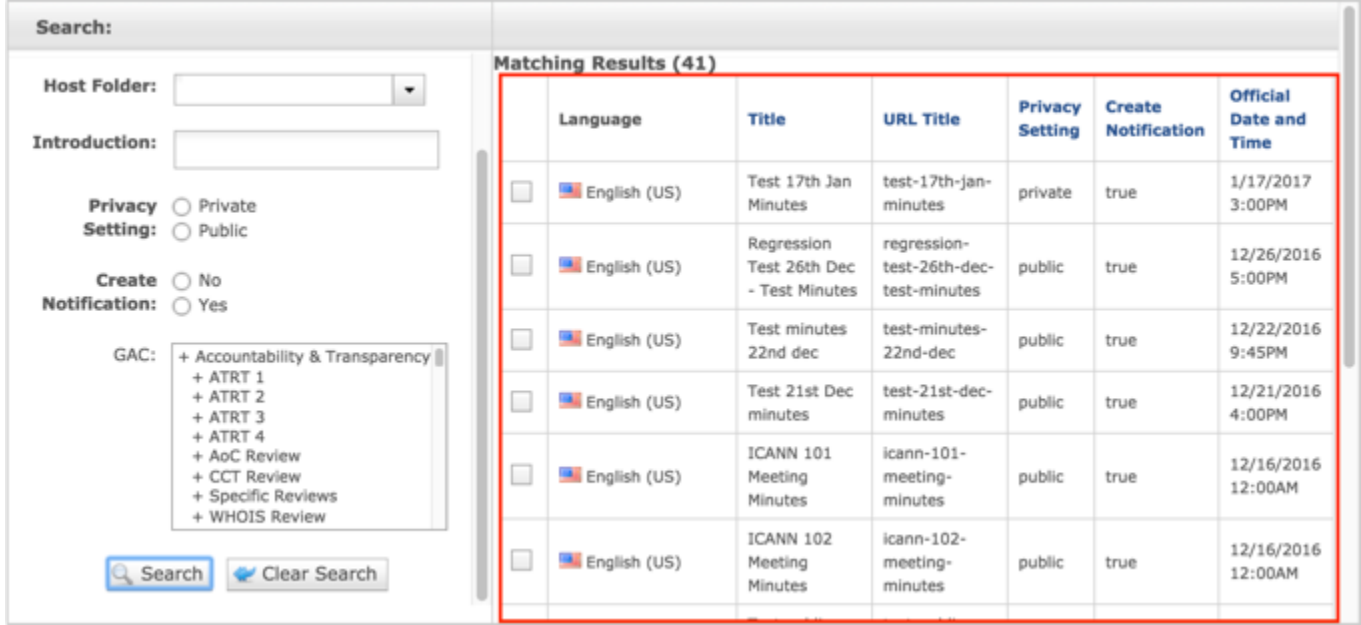 Search:
Host Folder:
Introduction:
Privacy
Setting:
Private
Public
Create
Notification:
No
Yes
GAC:
+ Accountability & Transparency
+ ATRT 1
+ ATRT 2
+ ATRT 3
+ ATRT 4
+ AoC Review
+ CCT Review
+ Specific Reviews
+ WHOIS Review
Search
Clear Search
Matching Results (41)
Language
Title
URL Title
Privacy
Setting
Create
Notification
Official
Date and
Time
English (US)
Test 17th Jan
Minutes
test-17th-jan-
minutes
private
true
1/17/2017
3:00PM
English (US)
Regression
Test 26th Dec
- Test Minutes
regression-
test-26th-dec-
test-minutes
public
true
12/26/2016
5:00PM
English (US)
Test minutes
22nd dec
test-minutes-
22nd-dec
public
true
12/22/2016
9:45PM
English (US)
Test 21st Dec
minutes
test-21st-dec-
minutes
public
true
12/21/2016
4:00PM
English (US)
ICANN 101
Meeting
Minutes
icann-101-
meeting-
minutes
public
true
12/16/2016
12:00AM
English (US)
ICANN 102
Meeting
Minutes
icann-102-
meeting-
minutes
public
true
12/16/2016
12:00AM